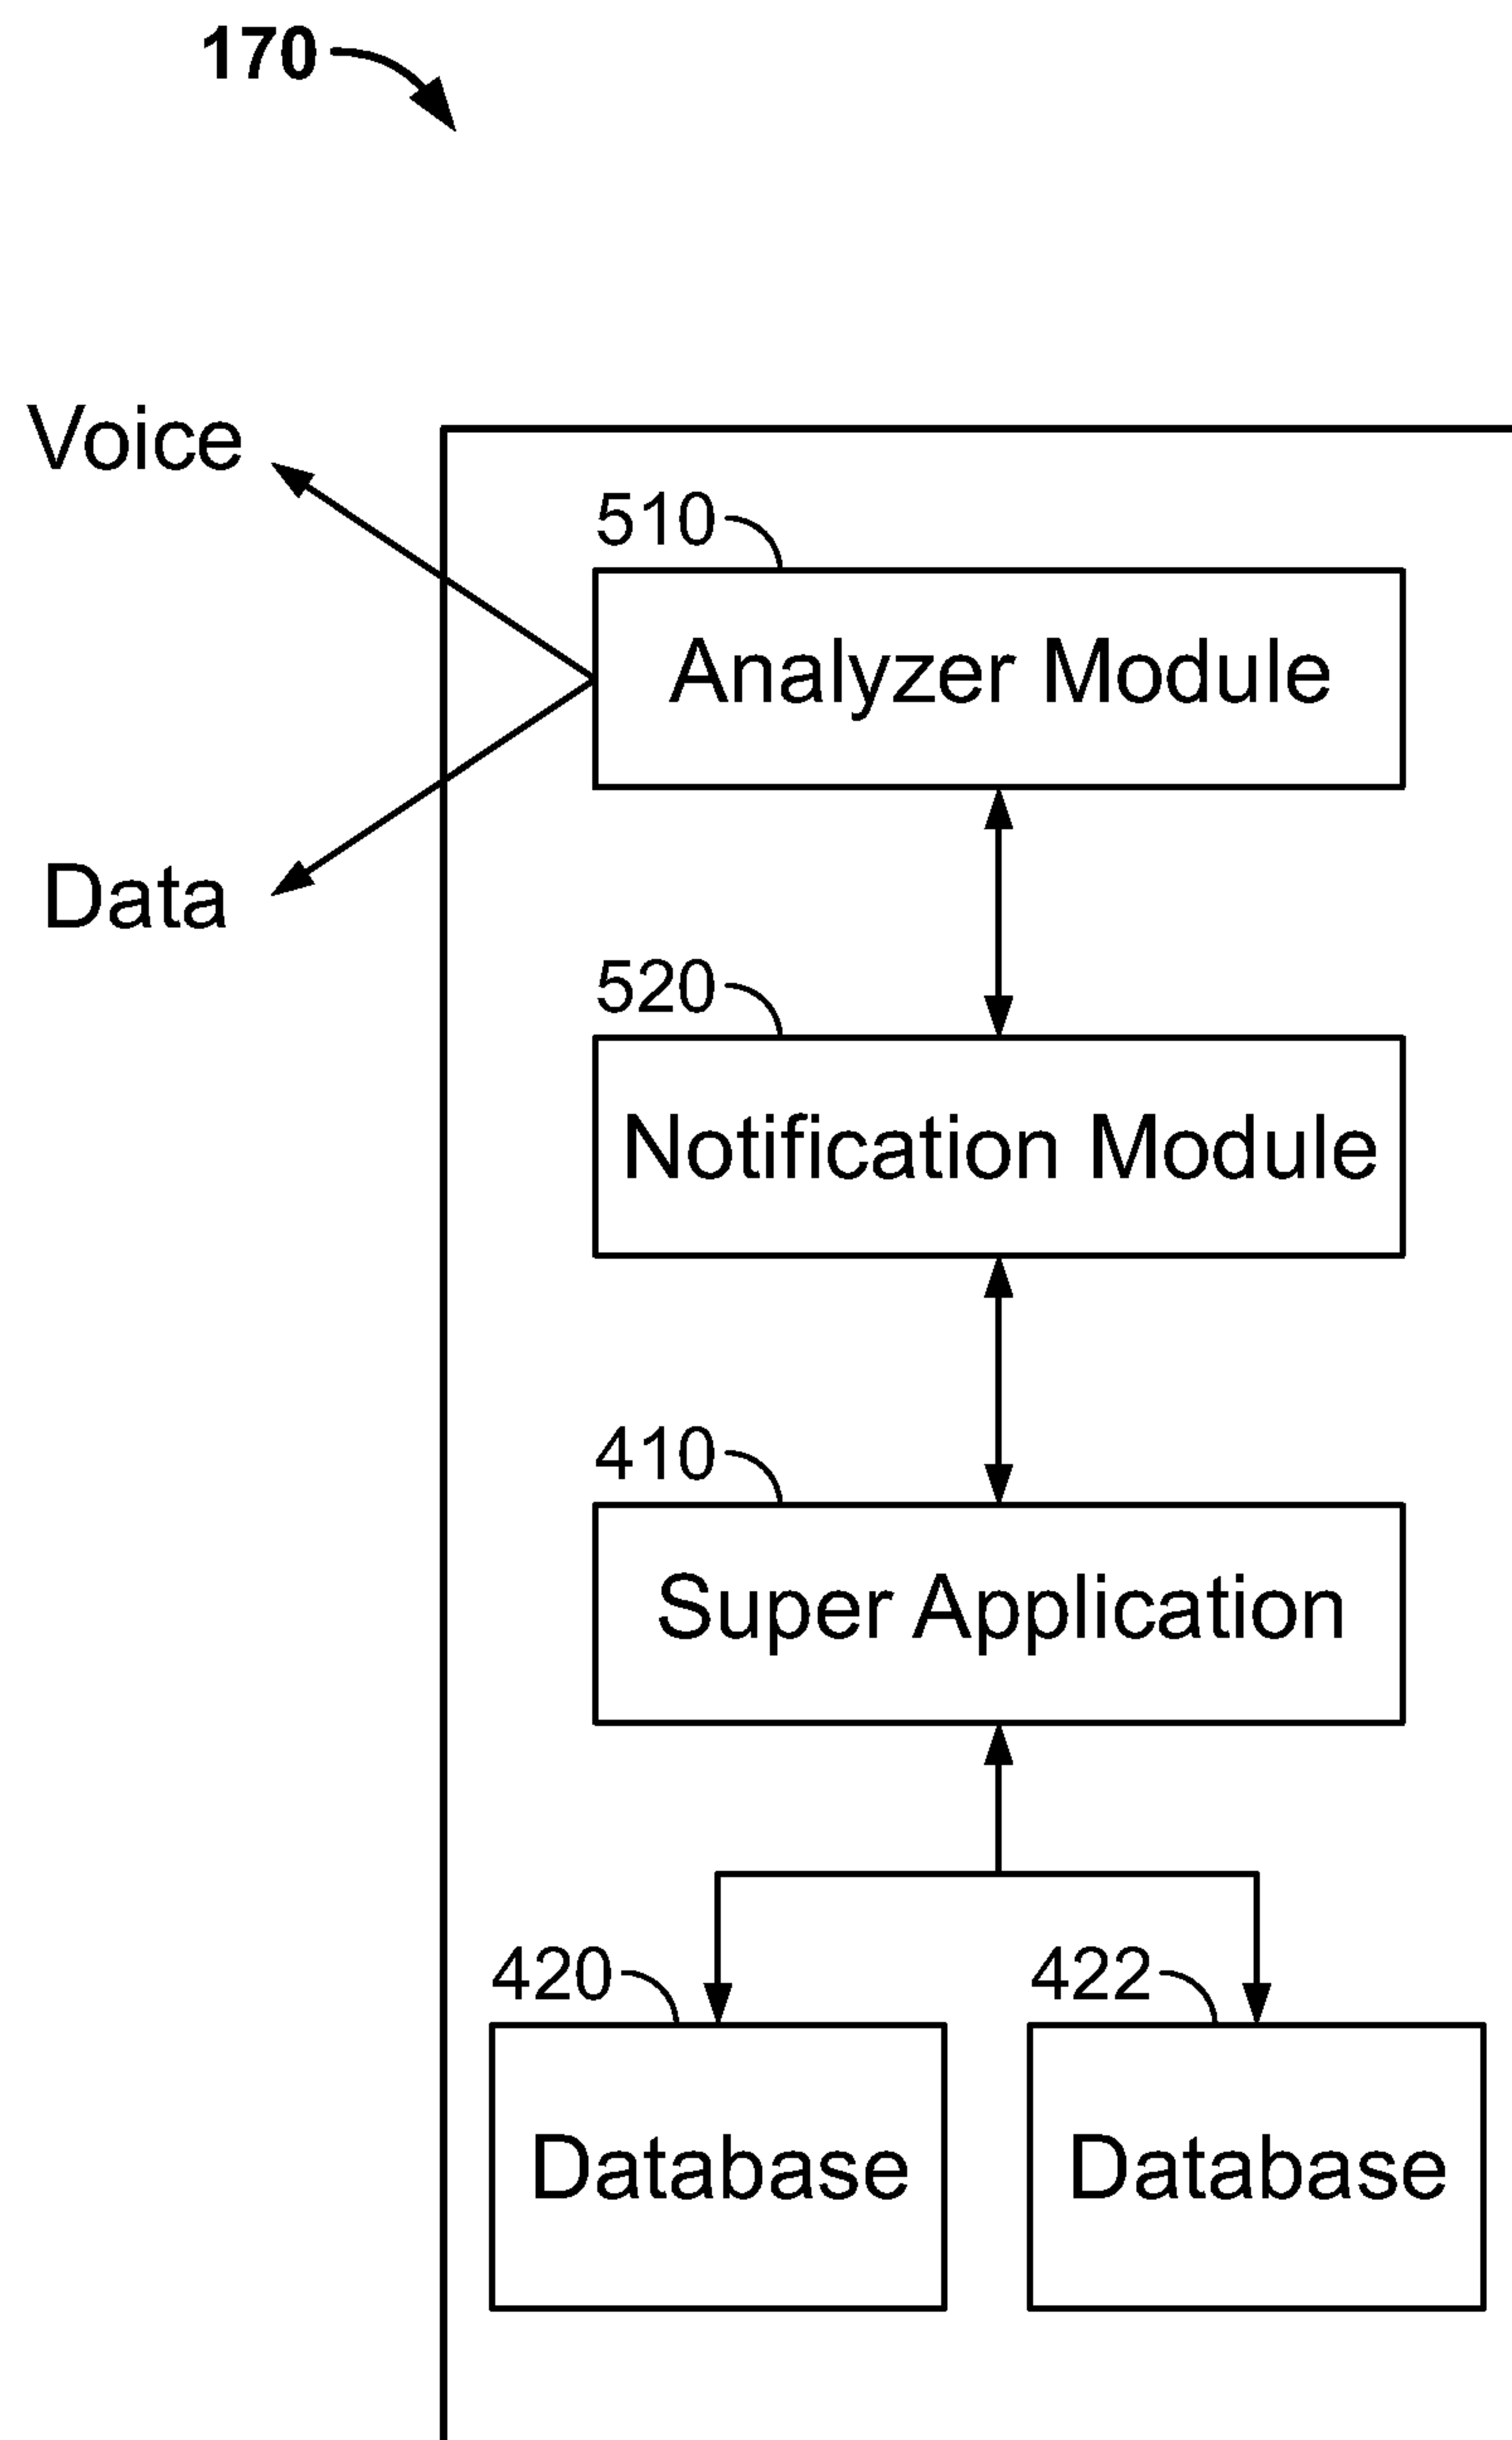 170
Voice
510
Analyzer Module
Data
520
Notification Module
410
Super Application
420
422
Database
Database